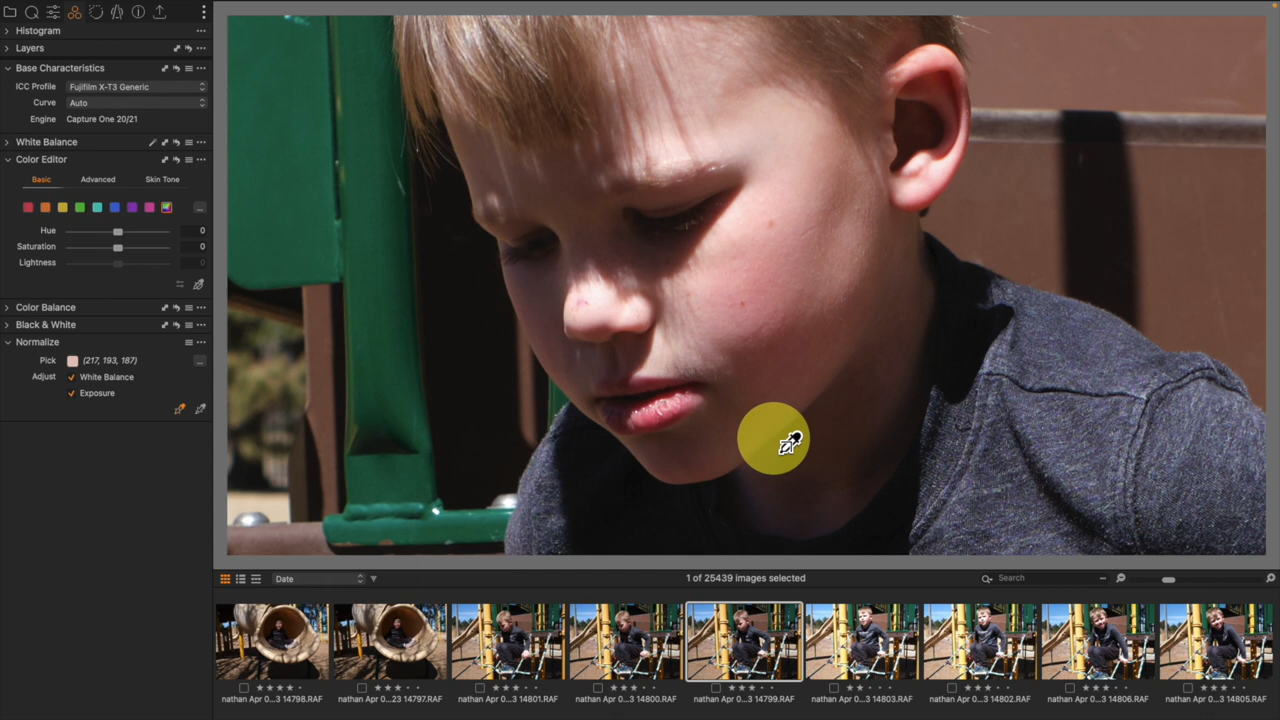 Histogram
Layers
Base Characteristics
ICC Profile Fujifilm X-T3 Generic
Curve Auto
Engine Capture One 20/21
White Balance
Color Editor
Basic Advanced Skin Tone
...
Hue 0
Saturation 0
Lightness 0
Color Balance
Black & White
Normalize
Pick (217, 193, 187) ...
Adjust White Balance
Exposure
Date 1 of 25439 images selected Search
nathan Apr 0...3 14798.RAF nathan Apr 0...23 14797.RAF nathan Apr 0...3 14801.RAF nathan Apr 0...3 14800.RAF nathan Apr 0...3 14799.RAF nathan Apr 0...3 14803.RAF nathan Apr 0...3 14802.RAF nathan Apr 0...3 14806.RAF nathan Apr 0...3 14805.RAF